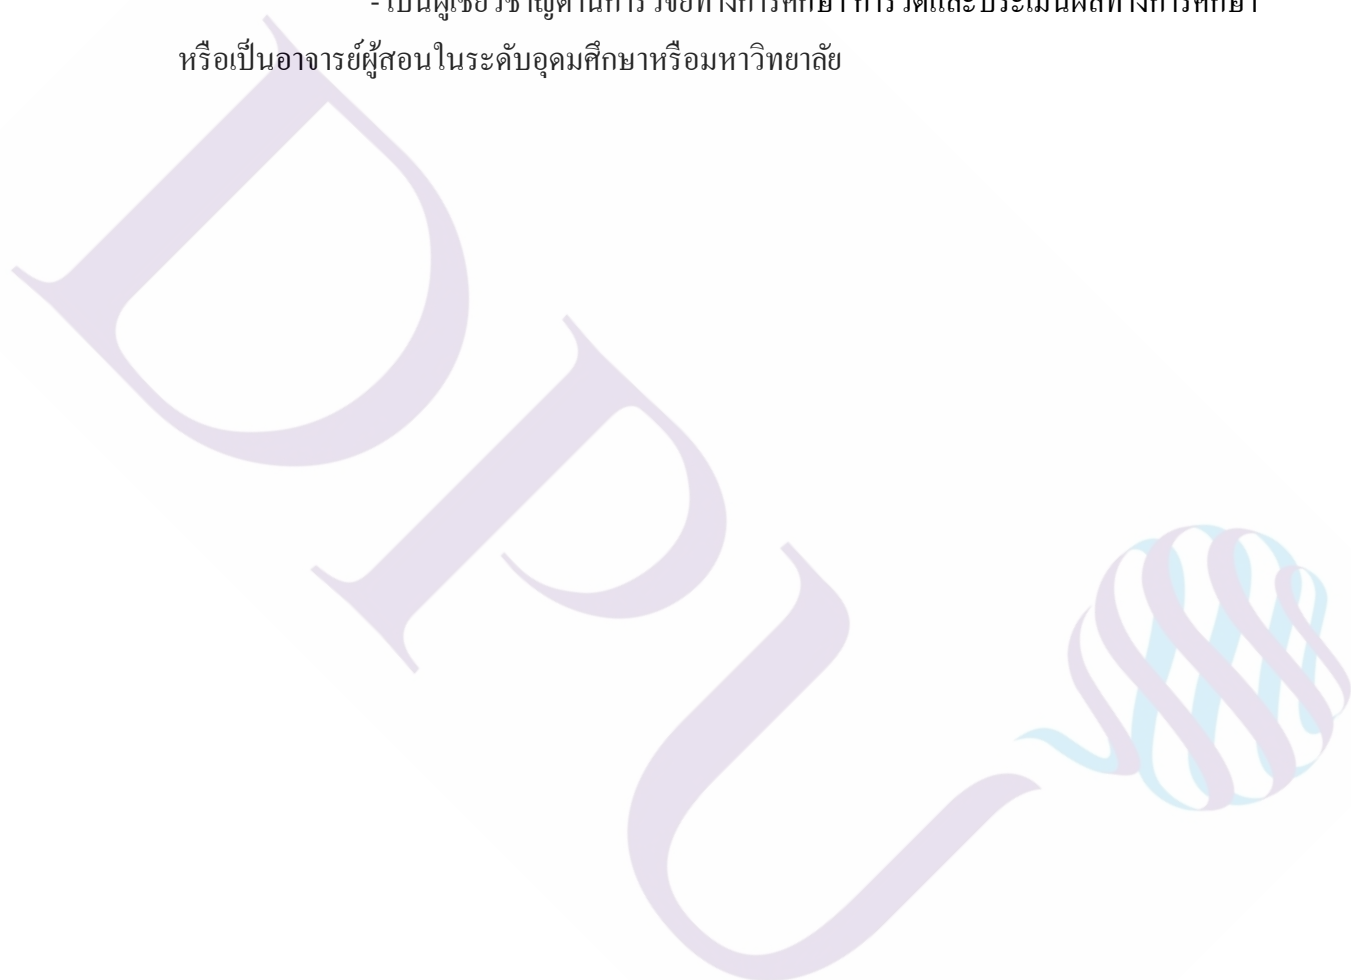 - เป็นผู้เชี่ยวชาญด้านการวิจัยทางการศึกษา การวัดและประเมินผลทางการศึกษา
หรือเป็นอาจารย์ผู้สอนในระดับอุดมศึกษาหรือมหาวิทยาลัย
DPU